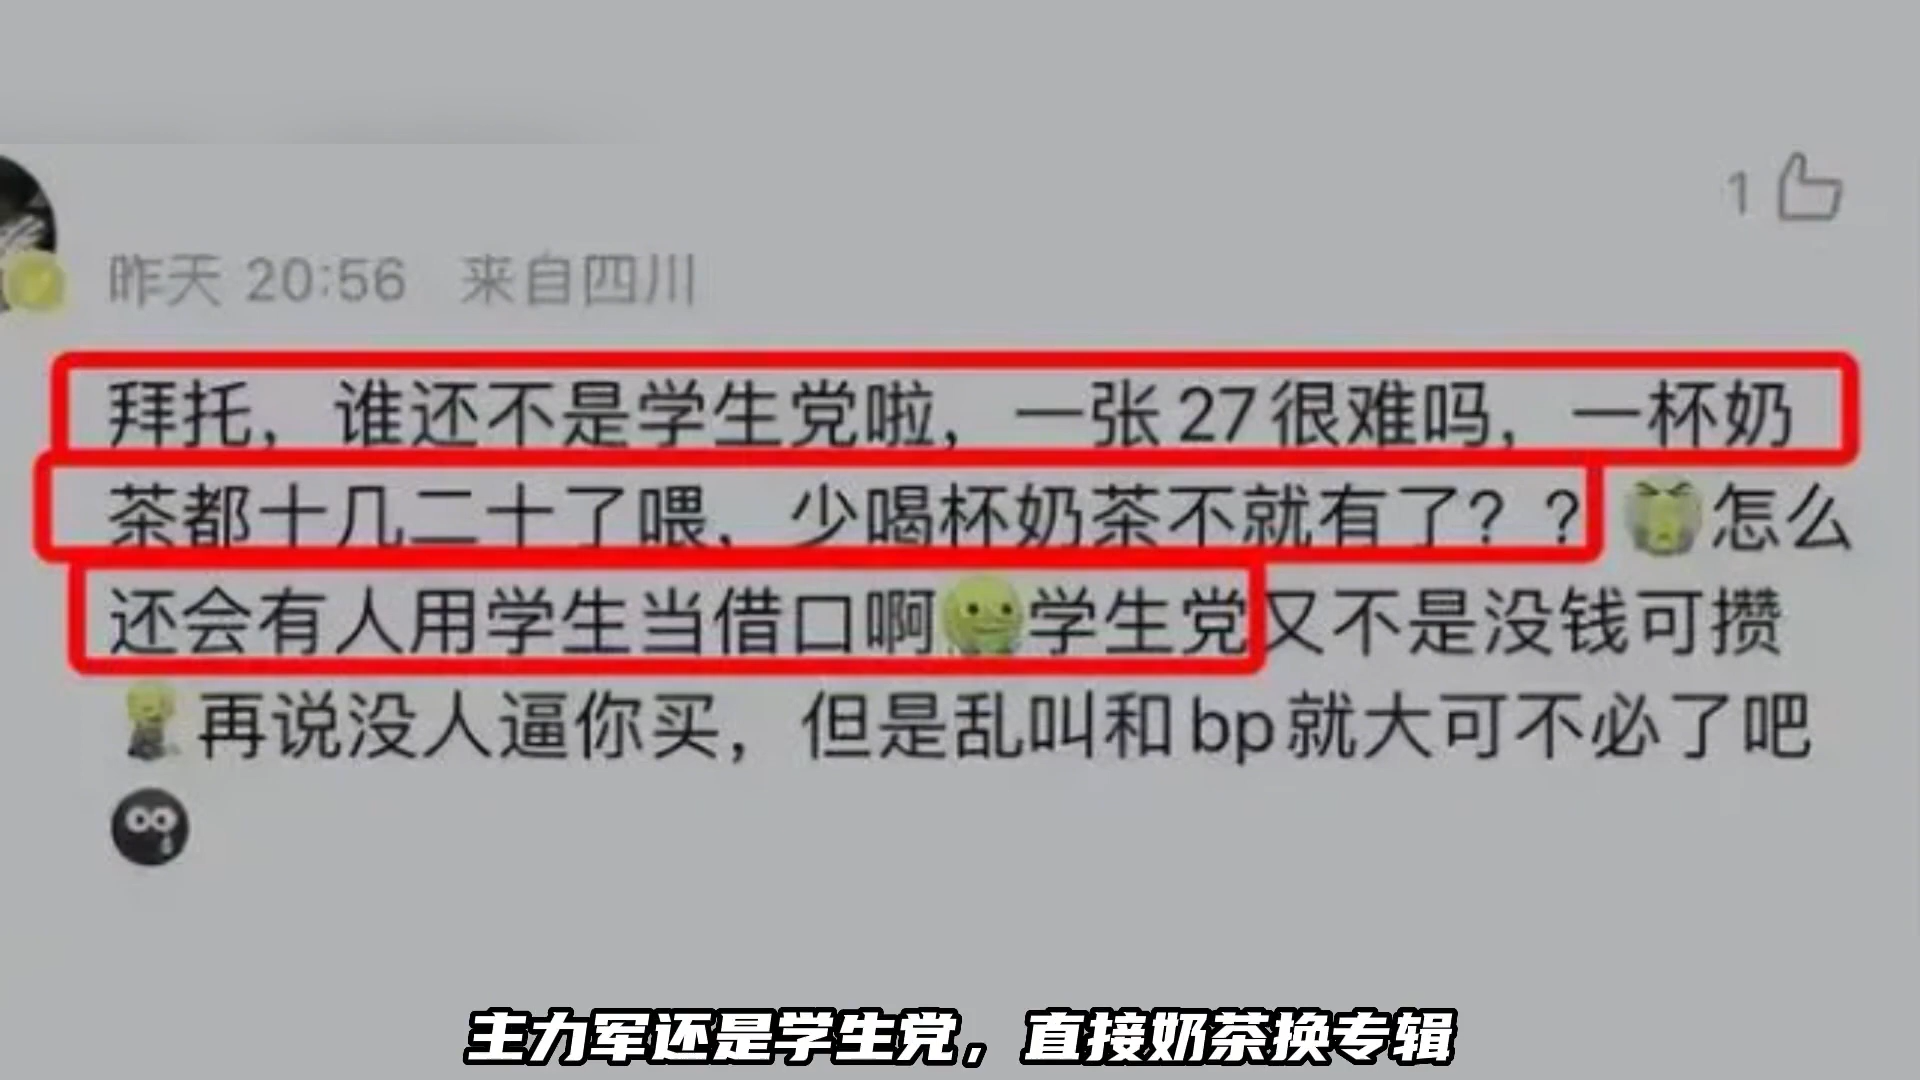 1
昨天 20:56 来自四川
拜托，谁还不是学生党啦，一张27很难吗，一杯奶
茶都十几二十了喂，少喝杯奶茶不就有了？？怎么
还会有人用学生当借口啊学生党又不是没钱可攒
再说没人逼你买，但是乱叫和bp就大可不必了吧
主力军还是学生党，直接奶茶换专辑